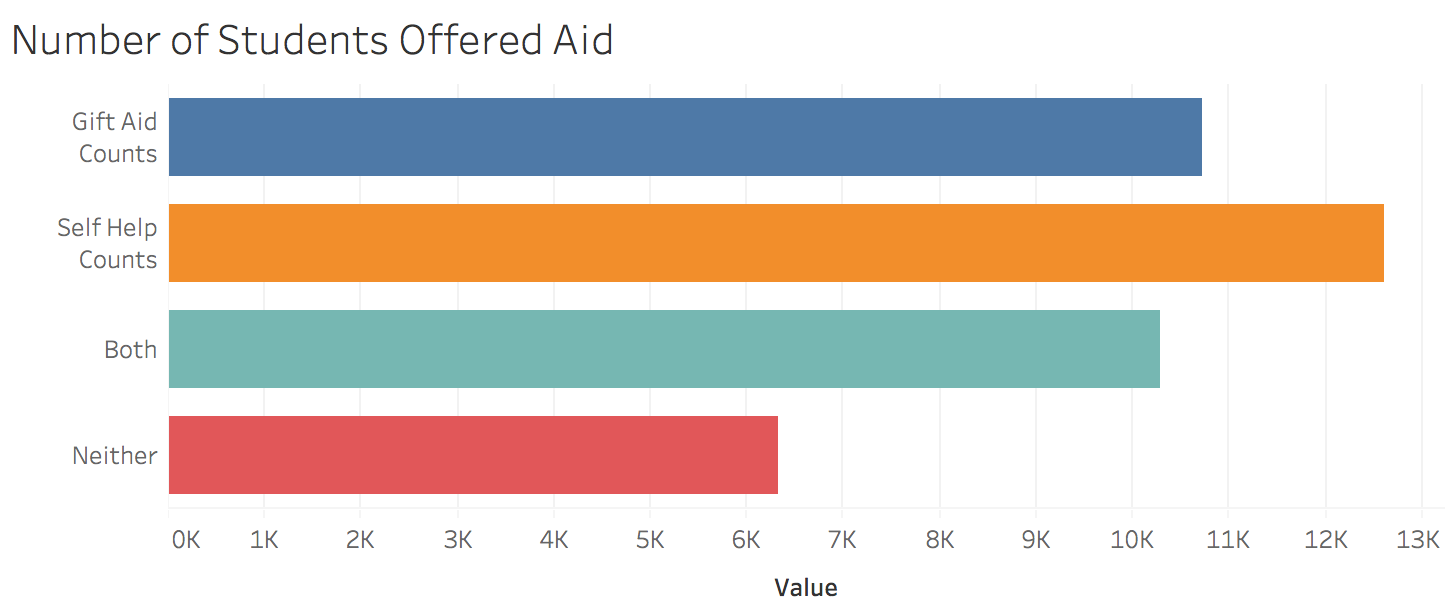 Number of Students Offered Aid
Gift Aid
Counts
Self Help
Counts
Both
Neither
0K 1K 2K 3K 4K 5K 6K 7K 8K 9K 10K 11K 12K 13K
Value